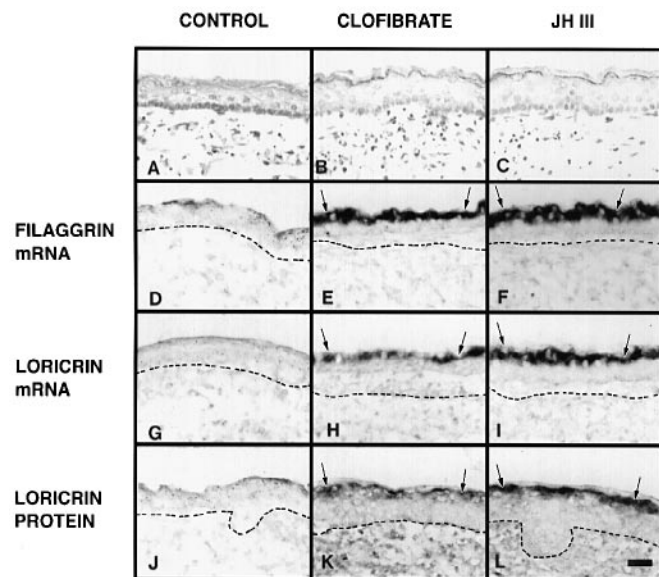 CONTROL CLOFIBRATE JH III
A B C
FILAGGRIN
mRNA
D E F
LORICRIN
mRNA
G H I
LORICRIN
PROTEIN
J K L